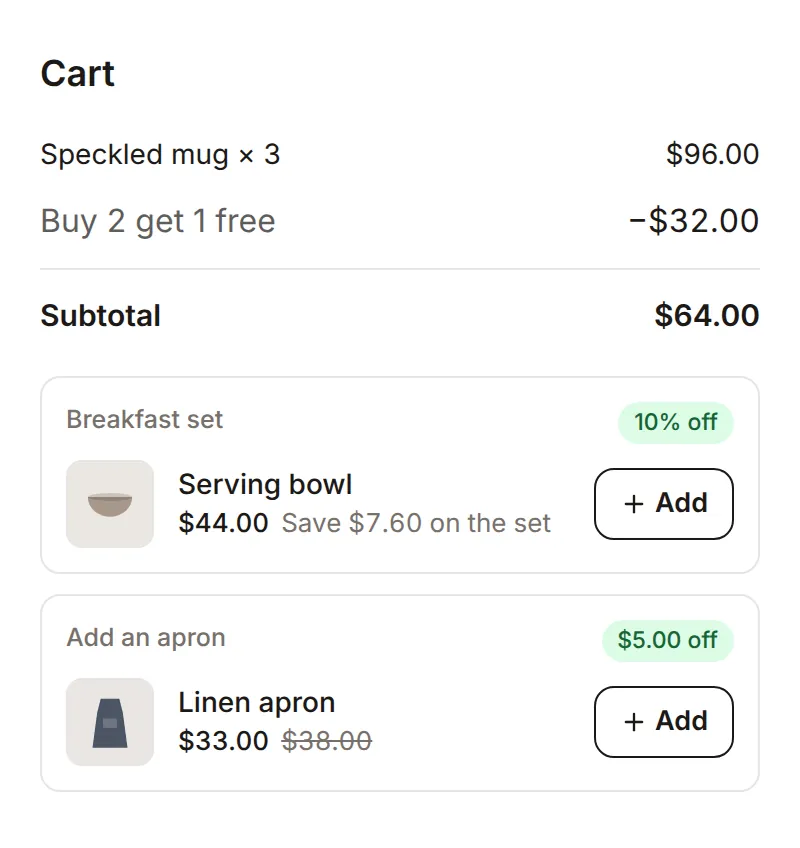 Cart
Speckled mug × 3 $96.00
Buy 2 get 1 free −$32.00
Subtotal $64.00
Breakfast set 10% off
Serving bowl
$44.00 Save $7.60 on the set
+ Add
Add an apron $5.00 off
Linen apron
$33.00 $38.00
+ Add